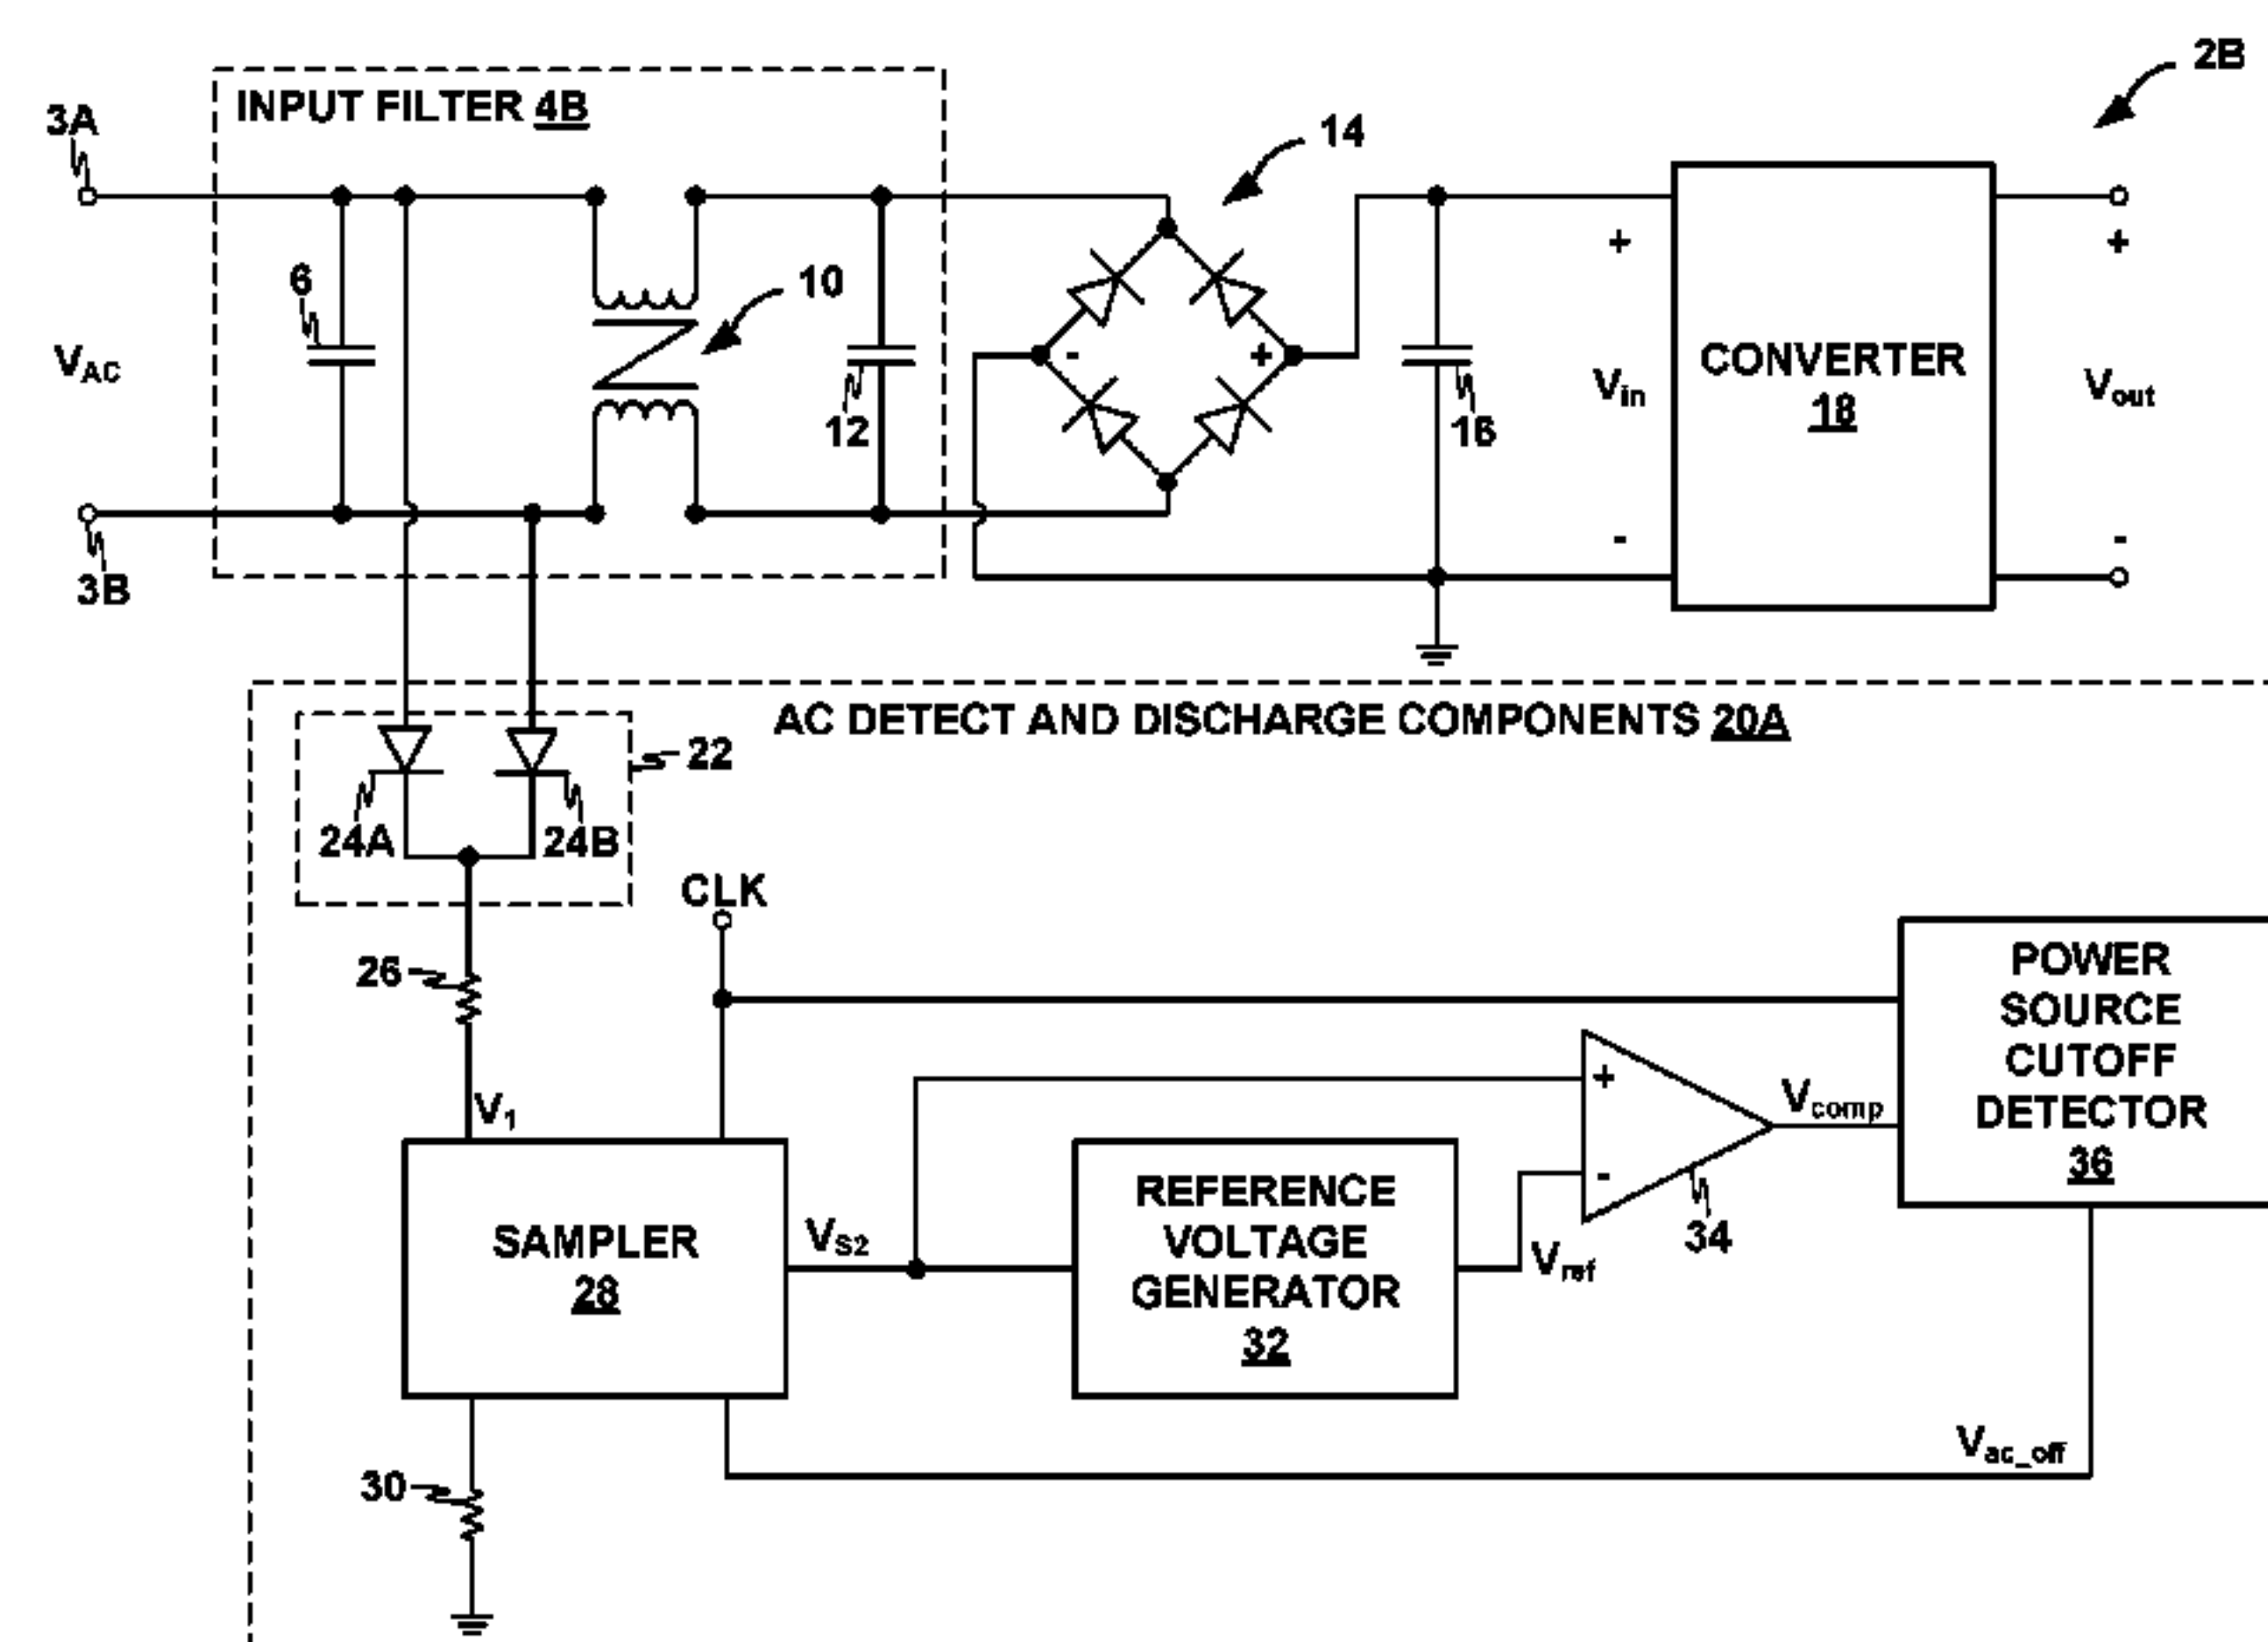 2B
INPUT FILTER 4B
3A
14
6
10
+
+
VAC
-
+
CONVERTER
18
Vin
Vout
12
16
-
-
3B
AC DETECT AND DISCHARGE COMPONENTS 20A
22
24A
24B
CLK
26
POWER
SOURCE
CUTOFF
DETECTOR
36
+
Vcomp
V1
-
REFERENCE
VOLTAGE
GENERATOR
32
SAMPLER
28
VS2
34
Vref
Vac_off
30